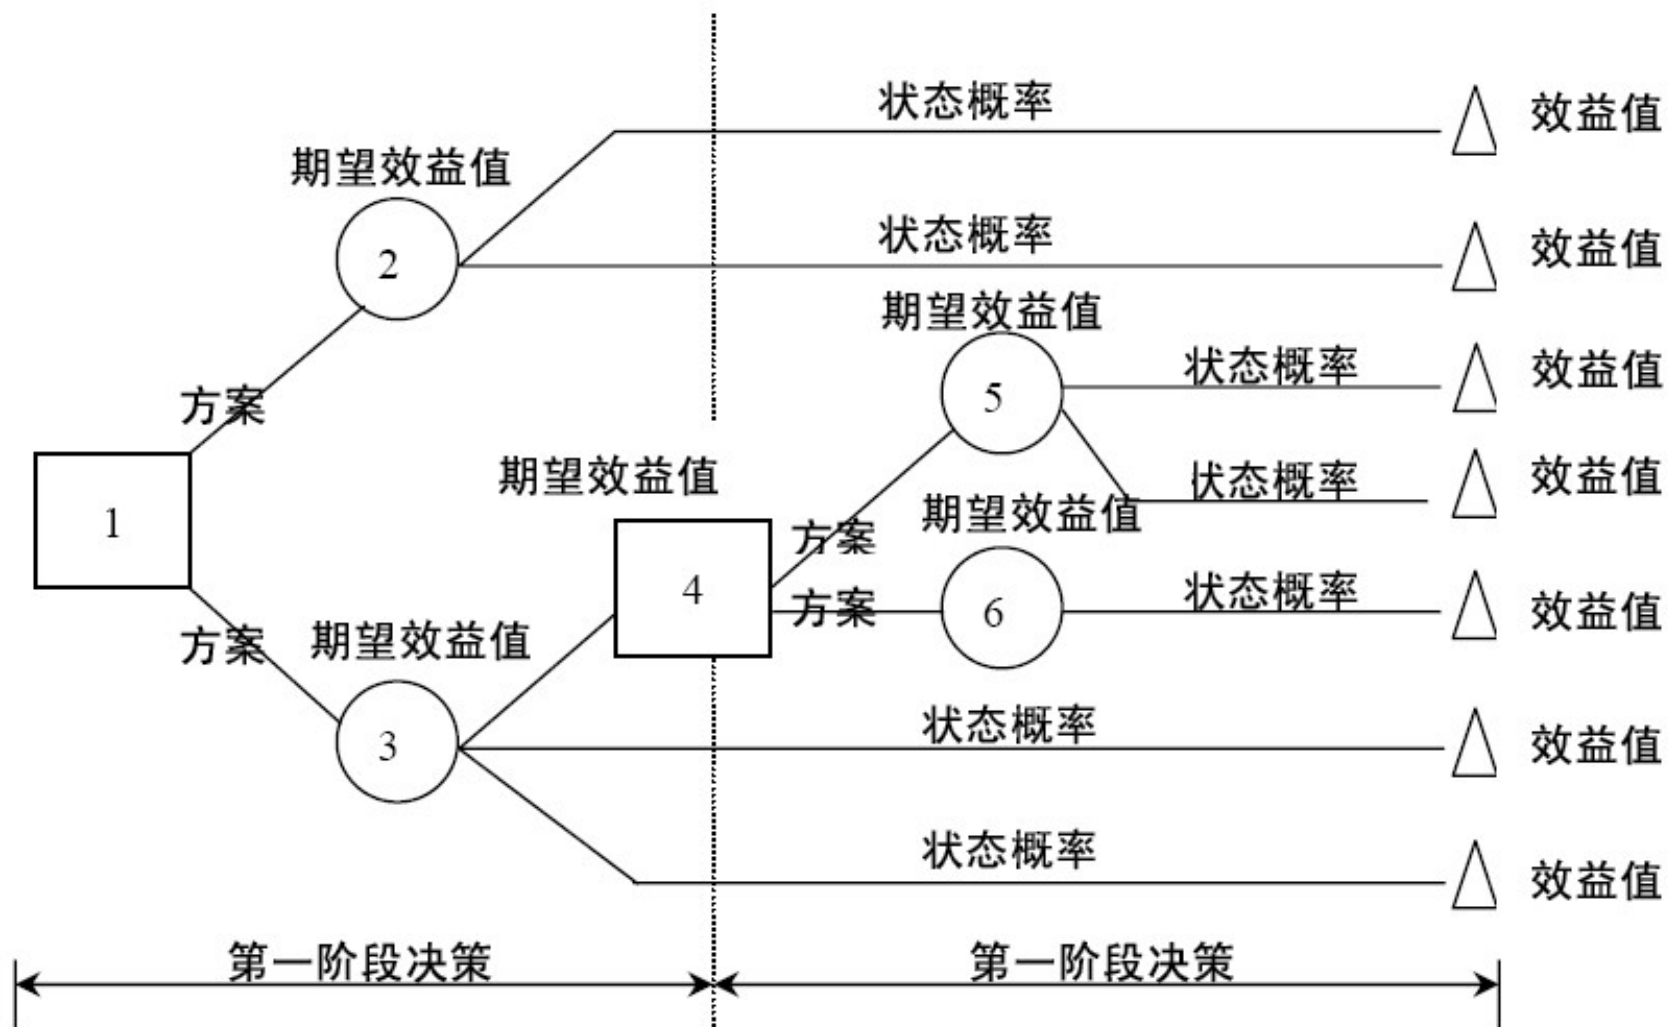 状态概率
效益值
期望效益值
2
状态概率
效益值
期望效益值
5
状态概率
效益值
方案
1
期望效益值
状态概率
效益值
期望效益值
方案
4
方案
6
状态概率
效益值
方案
期望效益值
3
状态概率
效益值
状态概率
效益值
第一阶段决策
第一阶段决策